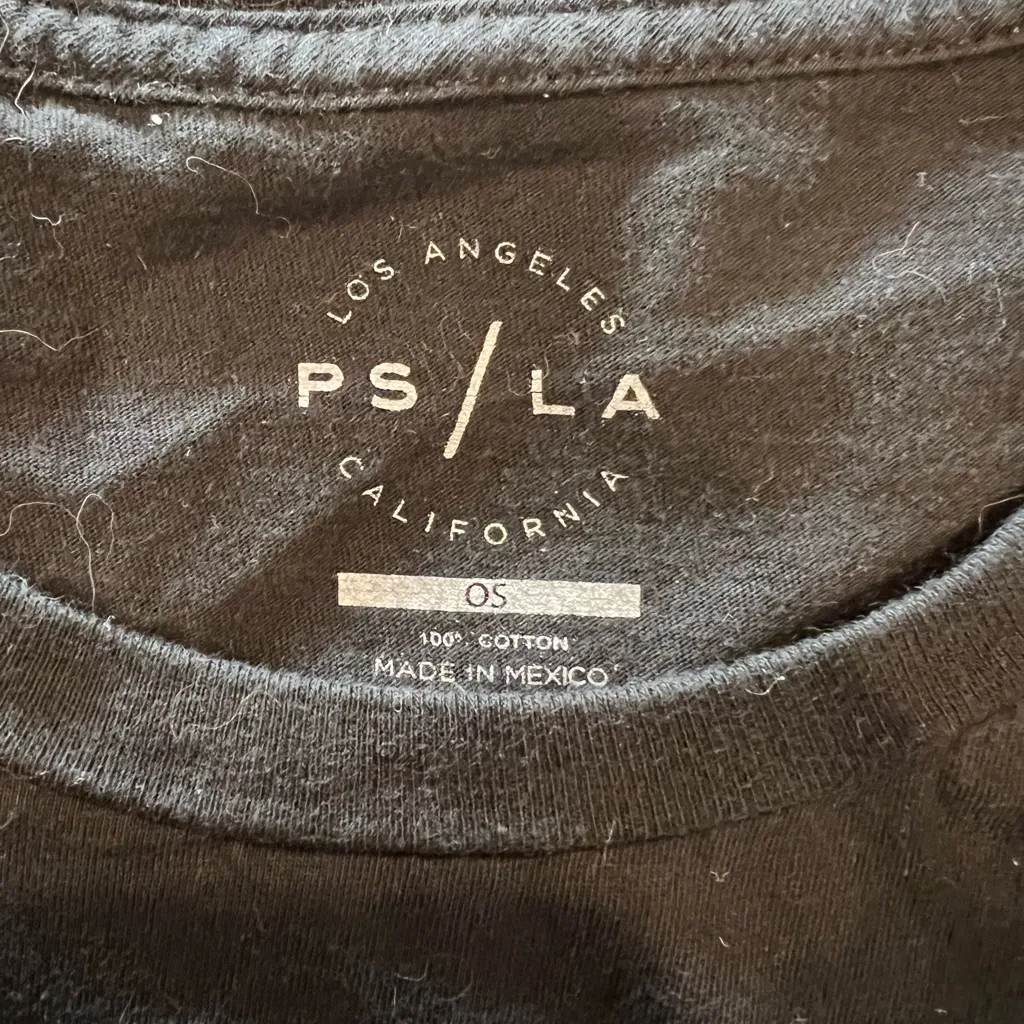 LOS ANGELES
PS/LA
CALIFORNIA
OS
100% COTTON
MADE IN MEXICO